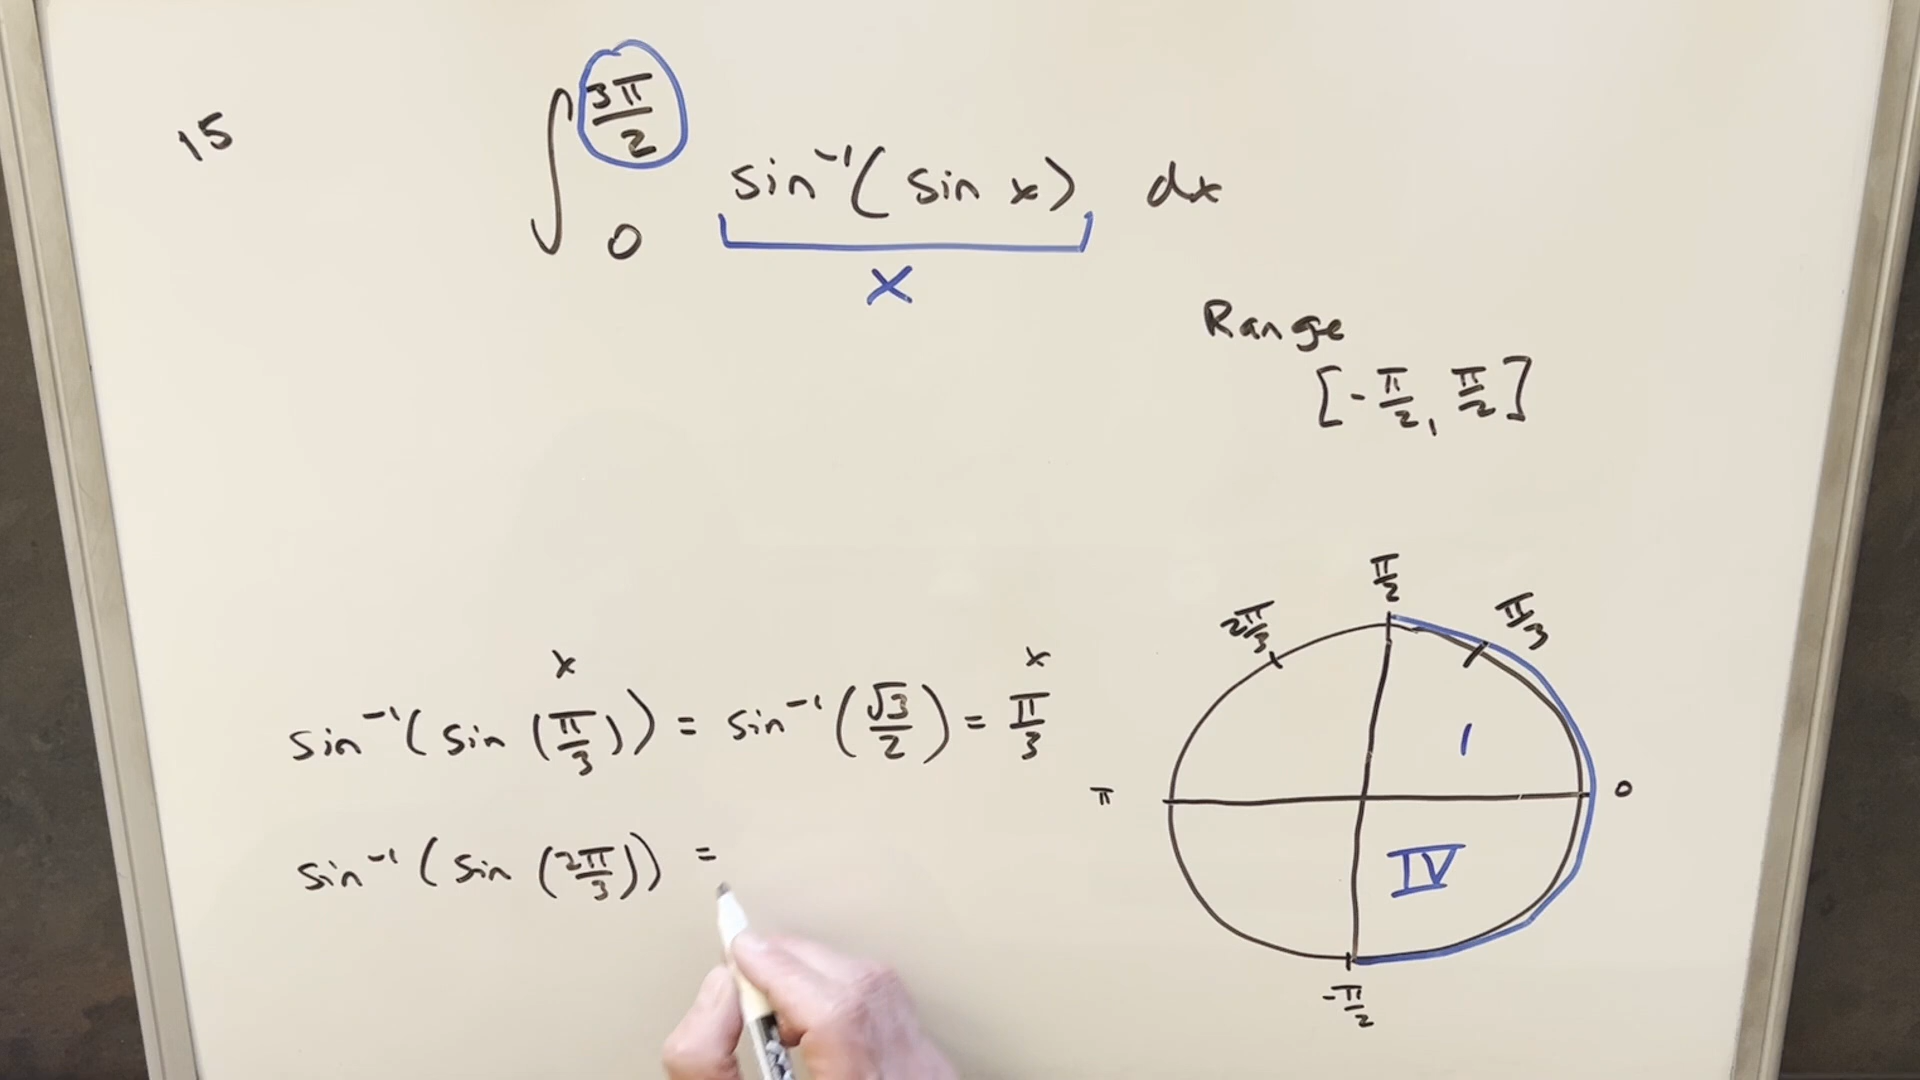 15
∫₀^(3π/2) sin⁻¹(sin x) dx
x
Range
[-π/2, π/2]
x x
sin⁻¹(sin(π/3)) = sin⁻¹(√3/2) = π/3
sin⁻¹(sin(2π/3)) =
π/2
2π/3 π/3
I
π 0
IV
-π/2